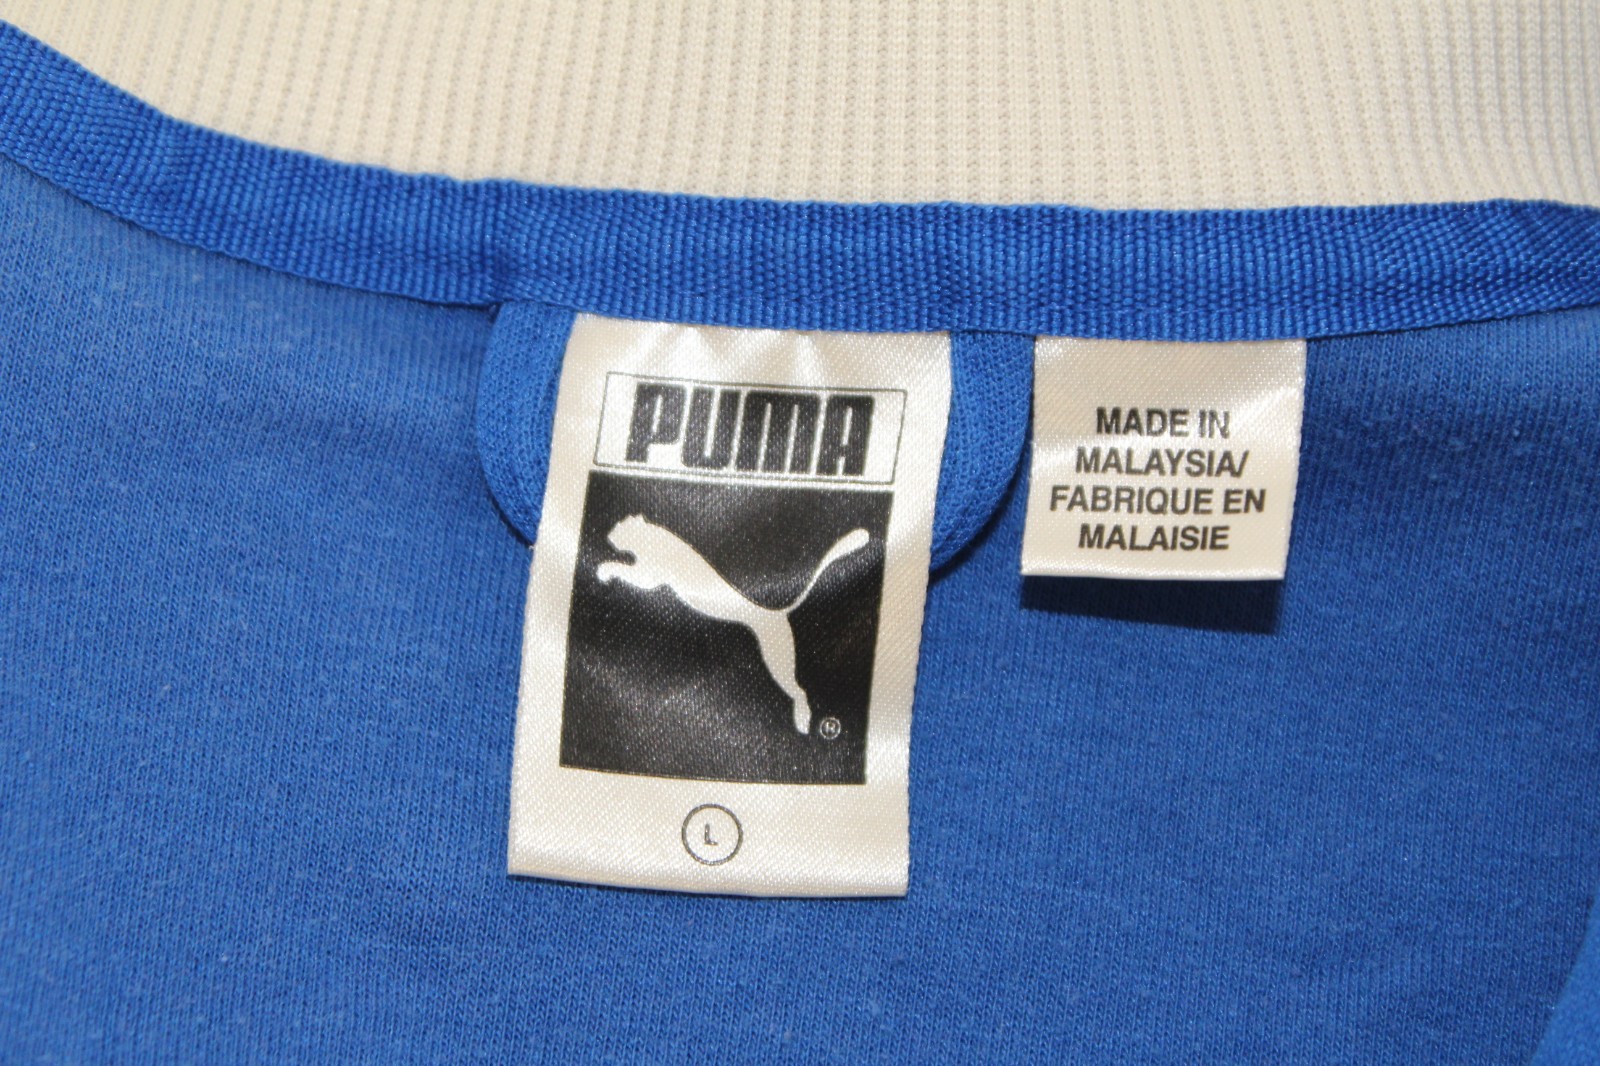 PUMA
®
L
MADE IN
MALAYSIA/
FABRIQUE EN
MALAISIE